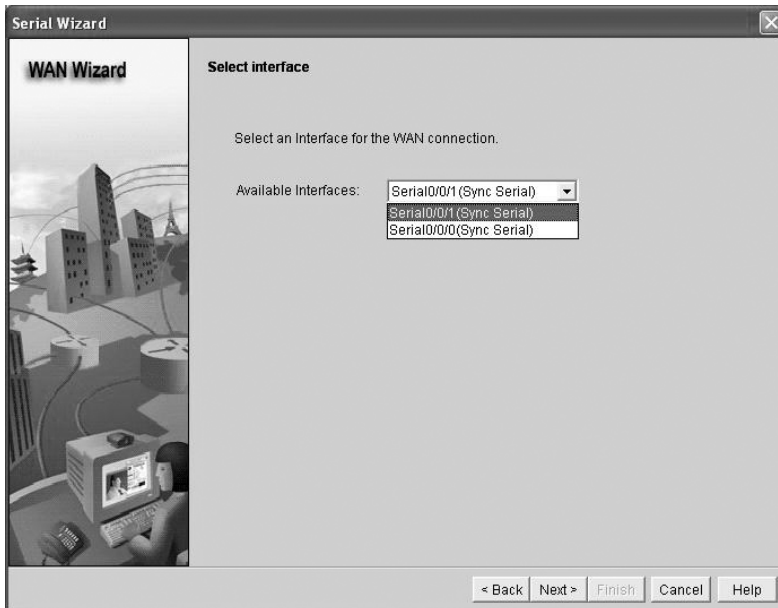 Serial Wizard
WAN Wizard
Select interface
Select an Interface for the WAN connection.
Available Interfaces: Serial0/0/1(Sync Serial)
Serial0/0/1(Sync Serial)
Serial0/0/0(Sync Serial)
< Back Next > Finish Cancel Help